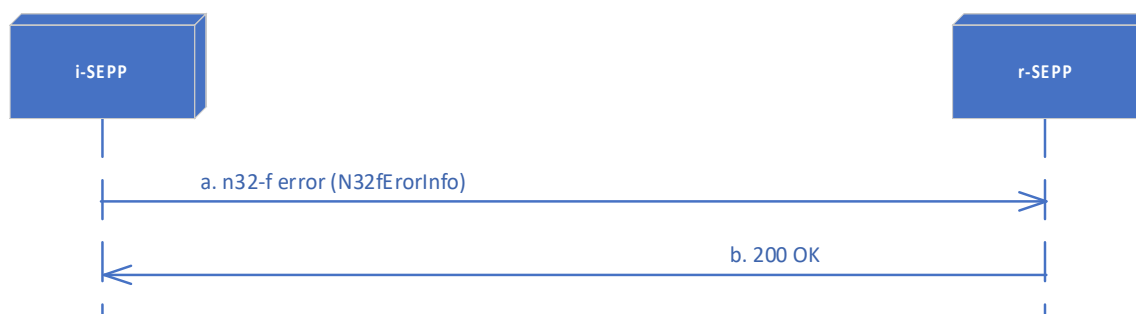 i-SEPP
r-SEPP
a. n32-f error (N32fErorInfo)
b. 200 OK